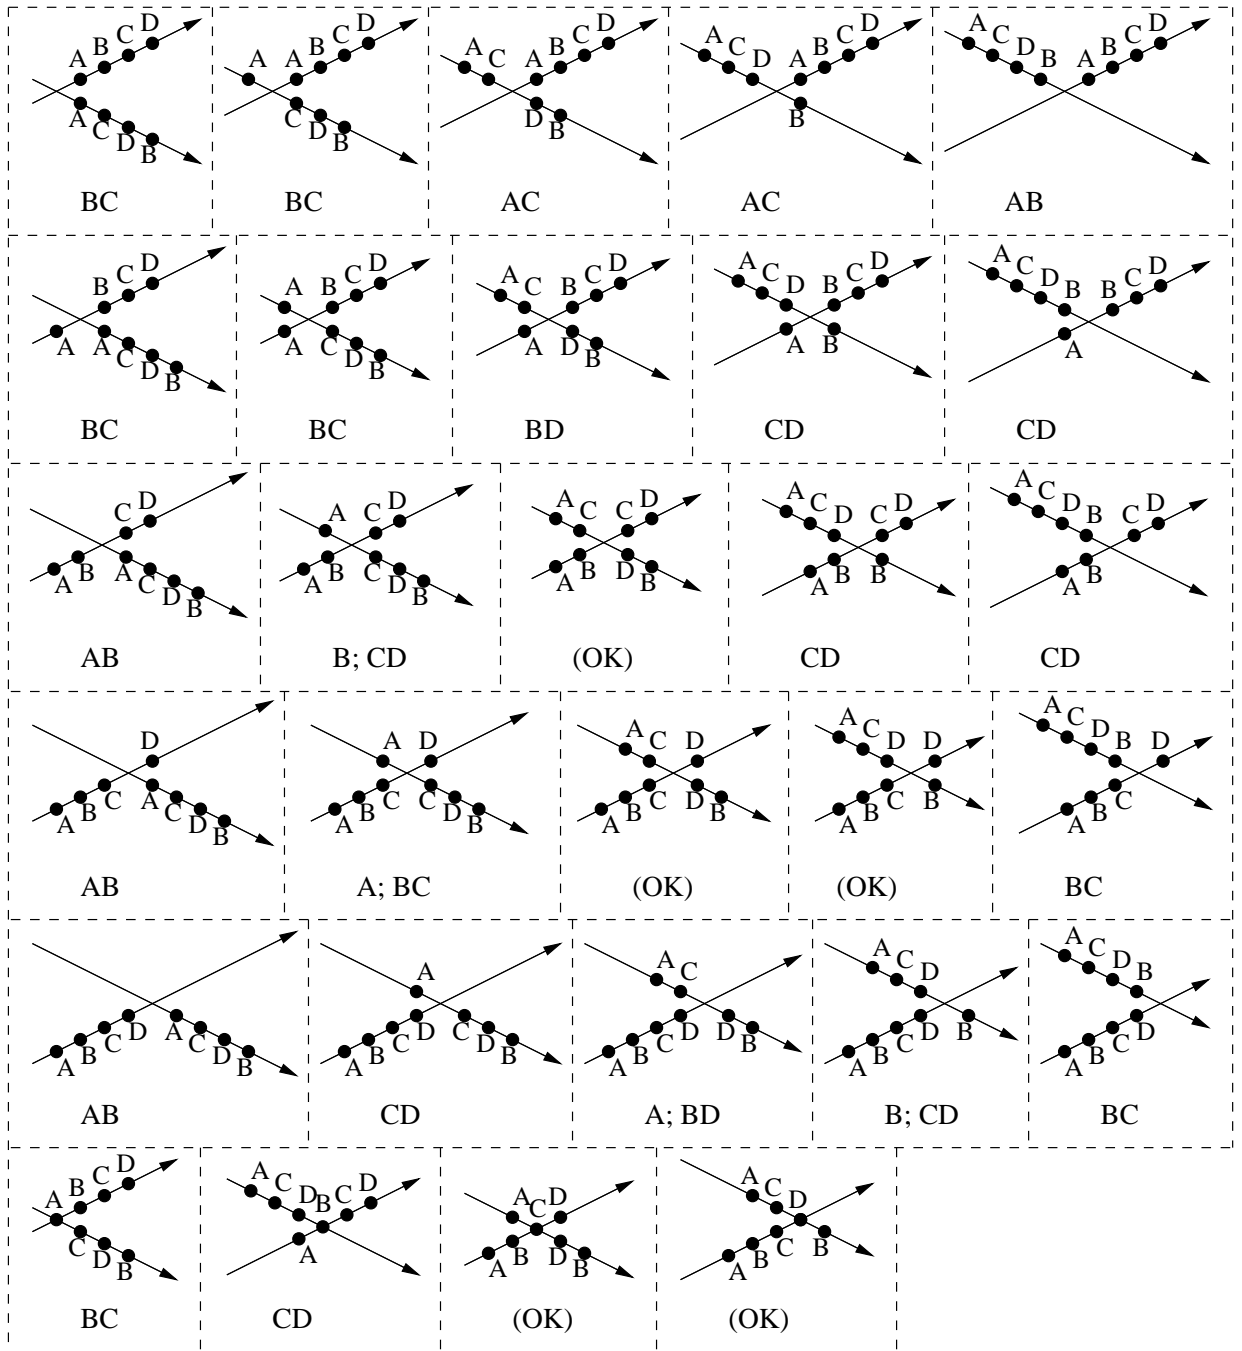 A B C D
A C D B
BC
A A B C D
C D B
BC
A C A B C D
D B
AC
A C D A B C D
B
AC
A C D B A B C D
AB
B C D
A A C D B
BC
A B C D
A C D B
BC
A C B C D
A D B
BD
A C D B C D
A B
CD
A C D B B C D
A
CD
C D
A B A C D B
AB
A C D
A B C D B
B; CD
A C C D
A B D B
(OK)
A C D C D
A B B
CD
A C D B C D
A B
CD
D
A B C A C D B
AB
A D
A B C C D B
A; BC
A C D
A B C D B
(OK)
A C D D
A B C B
(OK)
A C D B D
A B C
BC
A B C D A C D B
AB
A
A B C D C D B
CD
A C
A B C D D B
A; BD
A C D
A B C D B
B; CD
A C D B
A B C D
BC
A B C D
C D B
BC
A C D B C D
A
CD
A C D
A B D B
(OK)
A C D
A B C B
(OK)